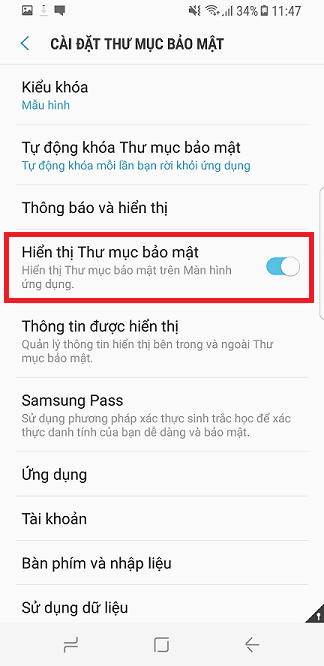 34% 11:47
CÀI ĐẶT THƯ MỤC BẢO MẬT
Kiểu khóa
Mẫu hình
Tự động khóa Thư mục bảo mật
Tự động khóa mỗi lần bạn rời khỏi ứng dụng
Thông báo và hiển thị
Hiển thị Thư mục bảo mật
Hiển thị Thư mục bảo mật trên Màn hình
ứng dụng.
Thông tin được hiển thị
Quản lý thông tin hiển thị bên trong và ngoài Thư
mục bảo mật.
Samsung Pass
Sử dụng phương pháp xác thực sinh trắc học để xác
thực danh tính của bạn dễ dàng và bảo mật.
Ứng dụng
Tài khoản
Bàn phím và nhập liệu
Sử dụng dữ liệu